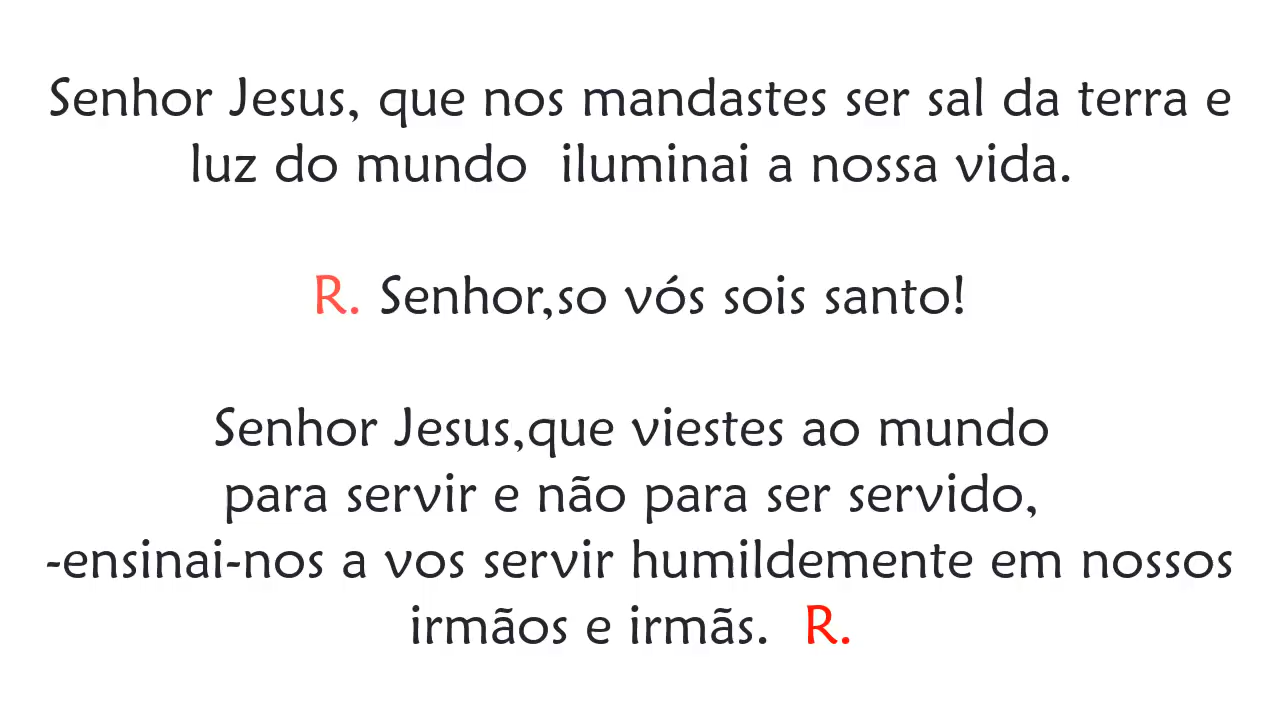 Senhor Jesus, que nos mandastes ser sal da terra e
luz do mundo  iluminai a nossa vida.
R. Senhor,so vós sois santo!
Senhor Jesus,que viestes ao mundo
para servir e não para ser servido,
-ensinai-nos a vos servir humildemente em nossos
irmãos e irmãs.  R.